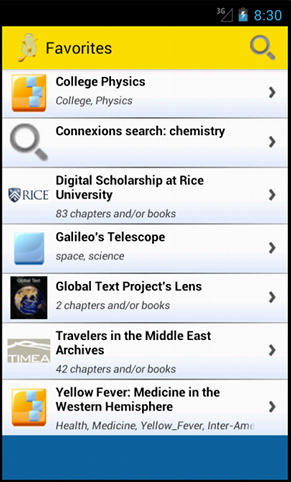 3G 8:30
Favorites
College Physics
College, Physics
Connexions search: chemistry
Digital Scholarship at Rice
University
RICE
83 chapters and/or books
Galileo's Telescope
space, science
Global Text
Global Text Project's Lens
2 chapters and/or books
Travelers in the Middle East
Archives
TIMEA
42 chapters and/or books
Yellow Fever: Medicine in the
Western Hemisphere
Health, Medicine, Yellow_Fever, Inter-Ame